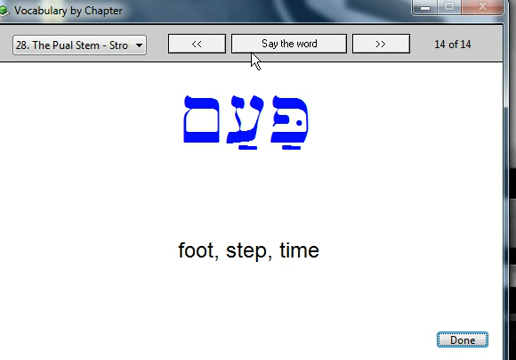 Vocabulary by Chapter
28. The Pual Stem - Stro << Say the word >> 14 of 14
פַּעַם
foot, step, time
Done